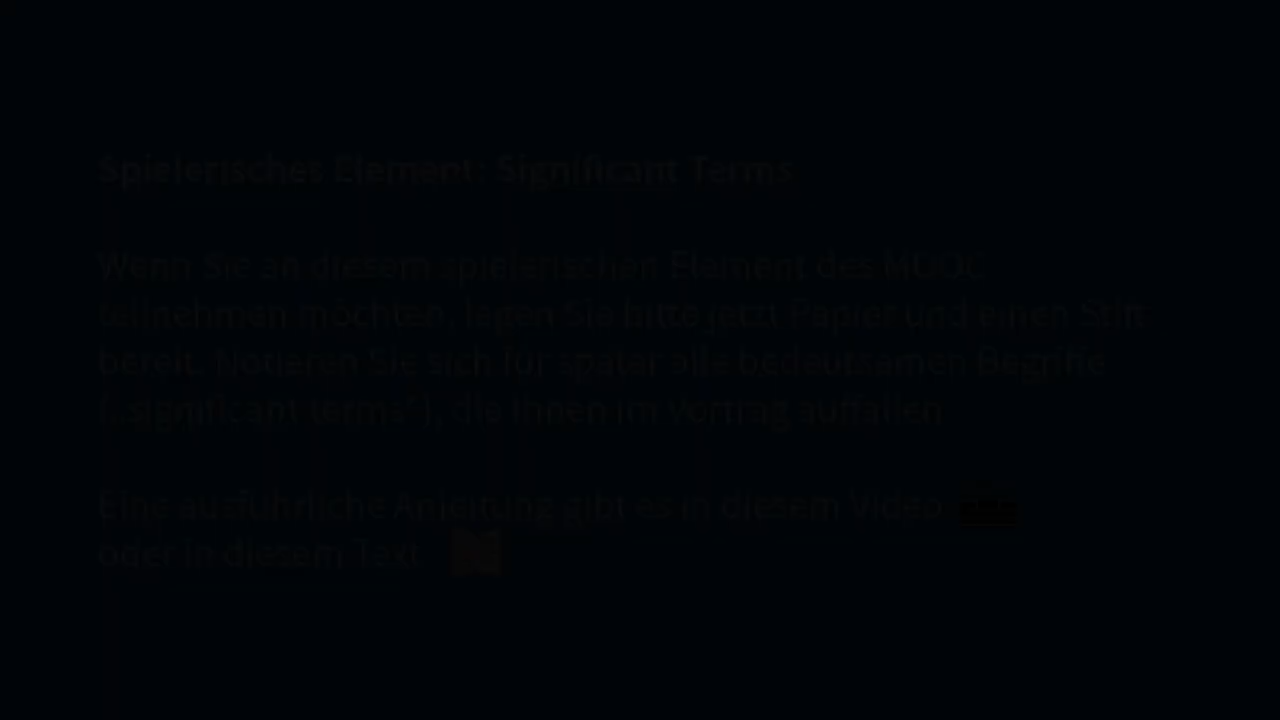 Spielerisches Element: Significant Terms
Wenn Sie an diesem spielerischen Element des MOOC
teilnehmen möchten, legen Sie bitte jetzt Papier und einen Stift
bereit. Notieren Sie sich für später alle bedeutsamen Begriffe
(„significant terms“), die Ihnen im Vortrag auffallen
Eine ausführliche Anleitung gibt es in diesem Video
oder in diesem Text